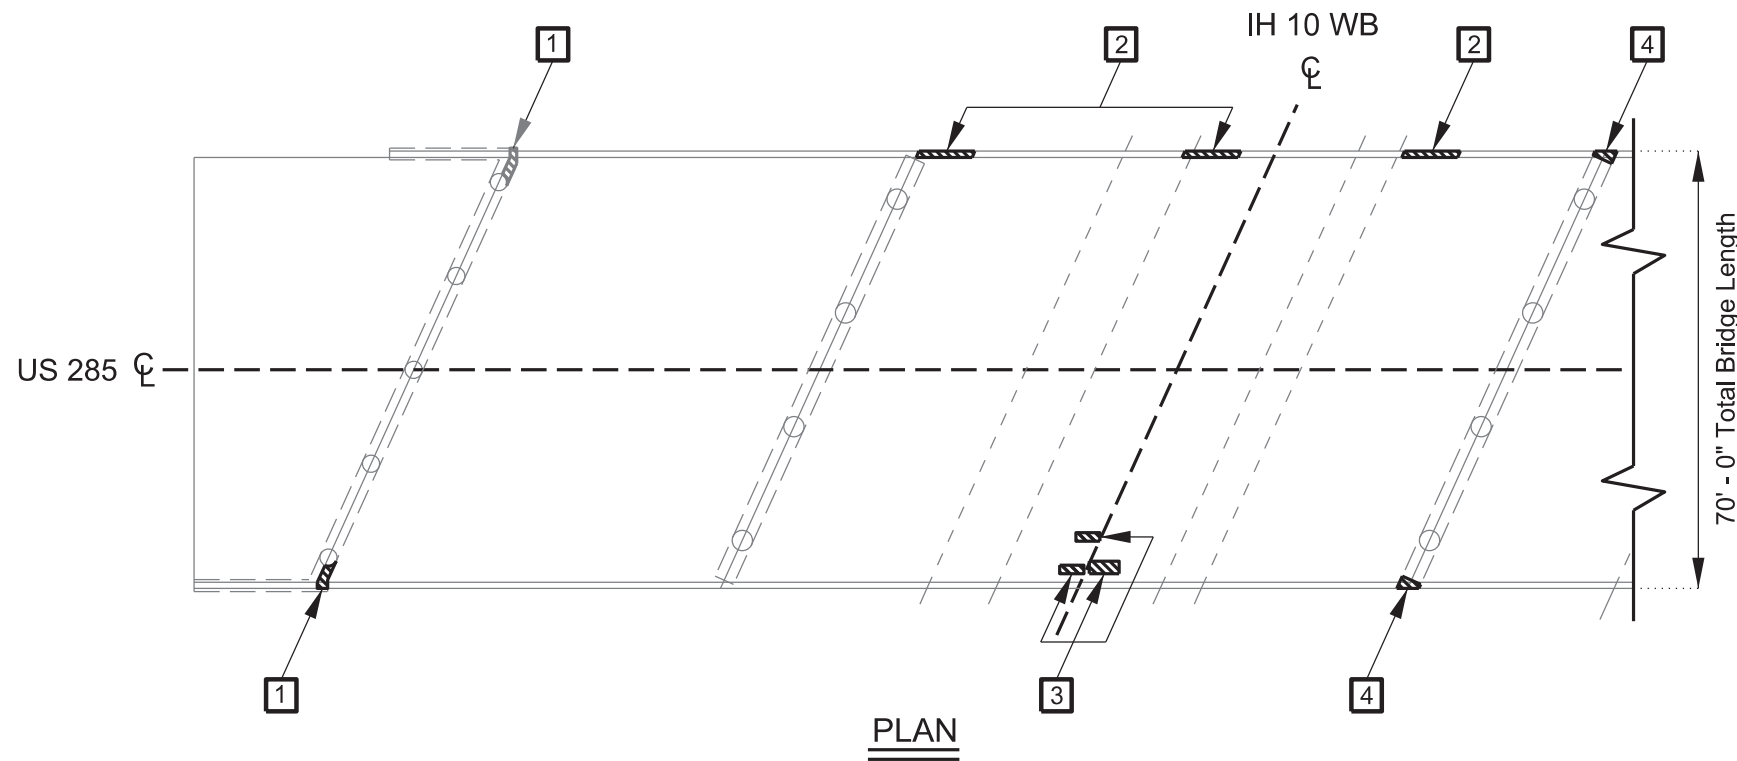 IH 10 WB
℄
1
2
2
4
US 285 ℄
70' - 0" Total Bridge Length
1
3
4
PLAN